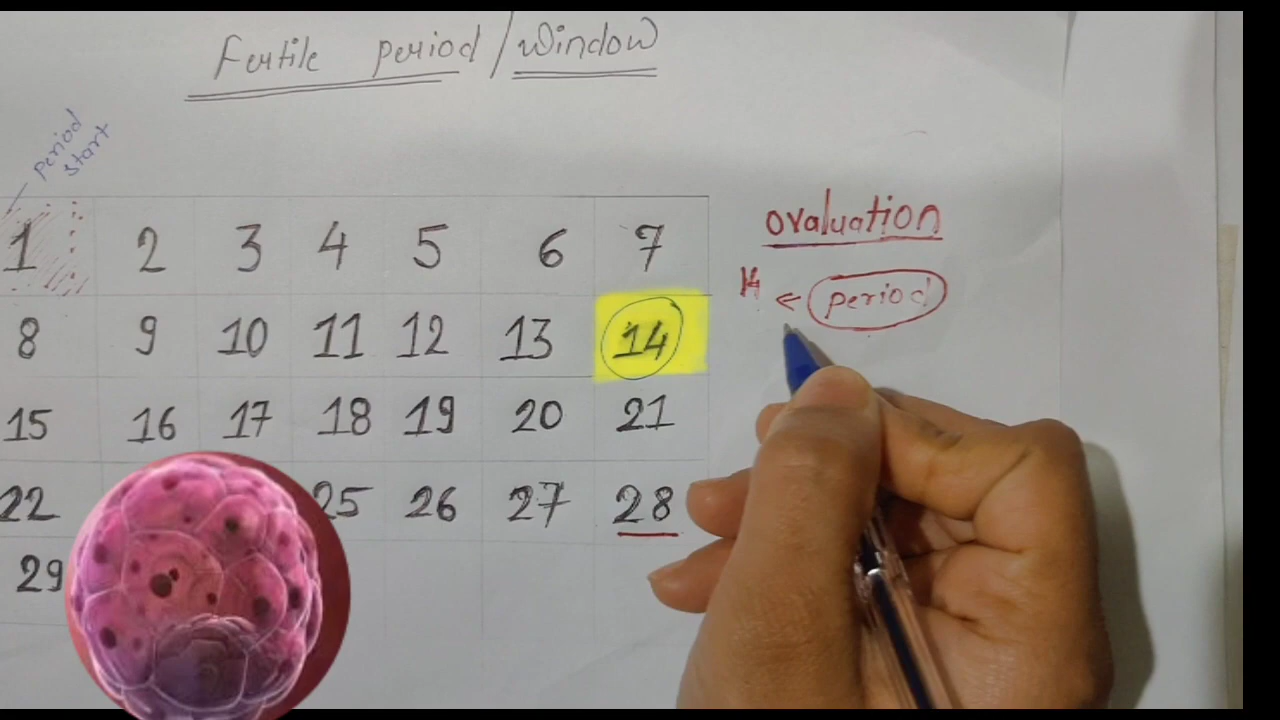 Fertile period / window
period
start
1 2 3 4 5 6 7
ovaluation
14 ← period
8 9 10 11 12 13 14
15 16 17 18 19 20 21
22 25 26 27 28
29